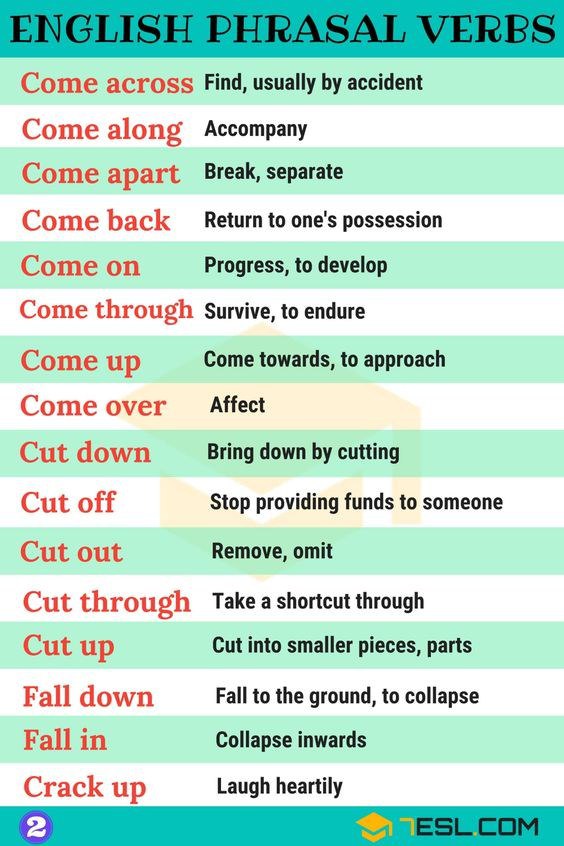 ENGLISH PHRASAL VERBS
Come across Find, usually by accident
Come along Accompany
Come apart Break, separate
Come back Return to one's possession
Come on Progress, to develop
Come through Survive, to endure
Come up Come towards, to approach
Come over Affect
Cut down Bring down by cutting
Cut off Stop providing funds to someone
Cut out Remove, omit
Cut through Take a shortcut through
Cut up Cut into smaller pieces, parts
Fall down Fall to the ground, to collapse
Fall in Collapse inwards
Crack up Laugh heartily
2 7ESL.COM